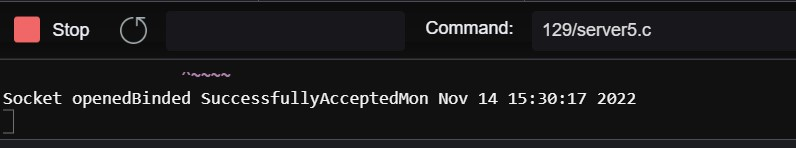 Stop
Command:
129/server5.c
^~~~~
Socket openedBinded SuccessfullyAcceptedMon Nov 14 15:30:17 2022